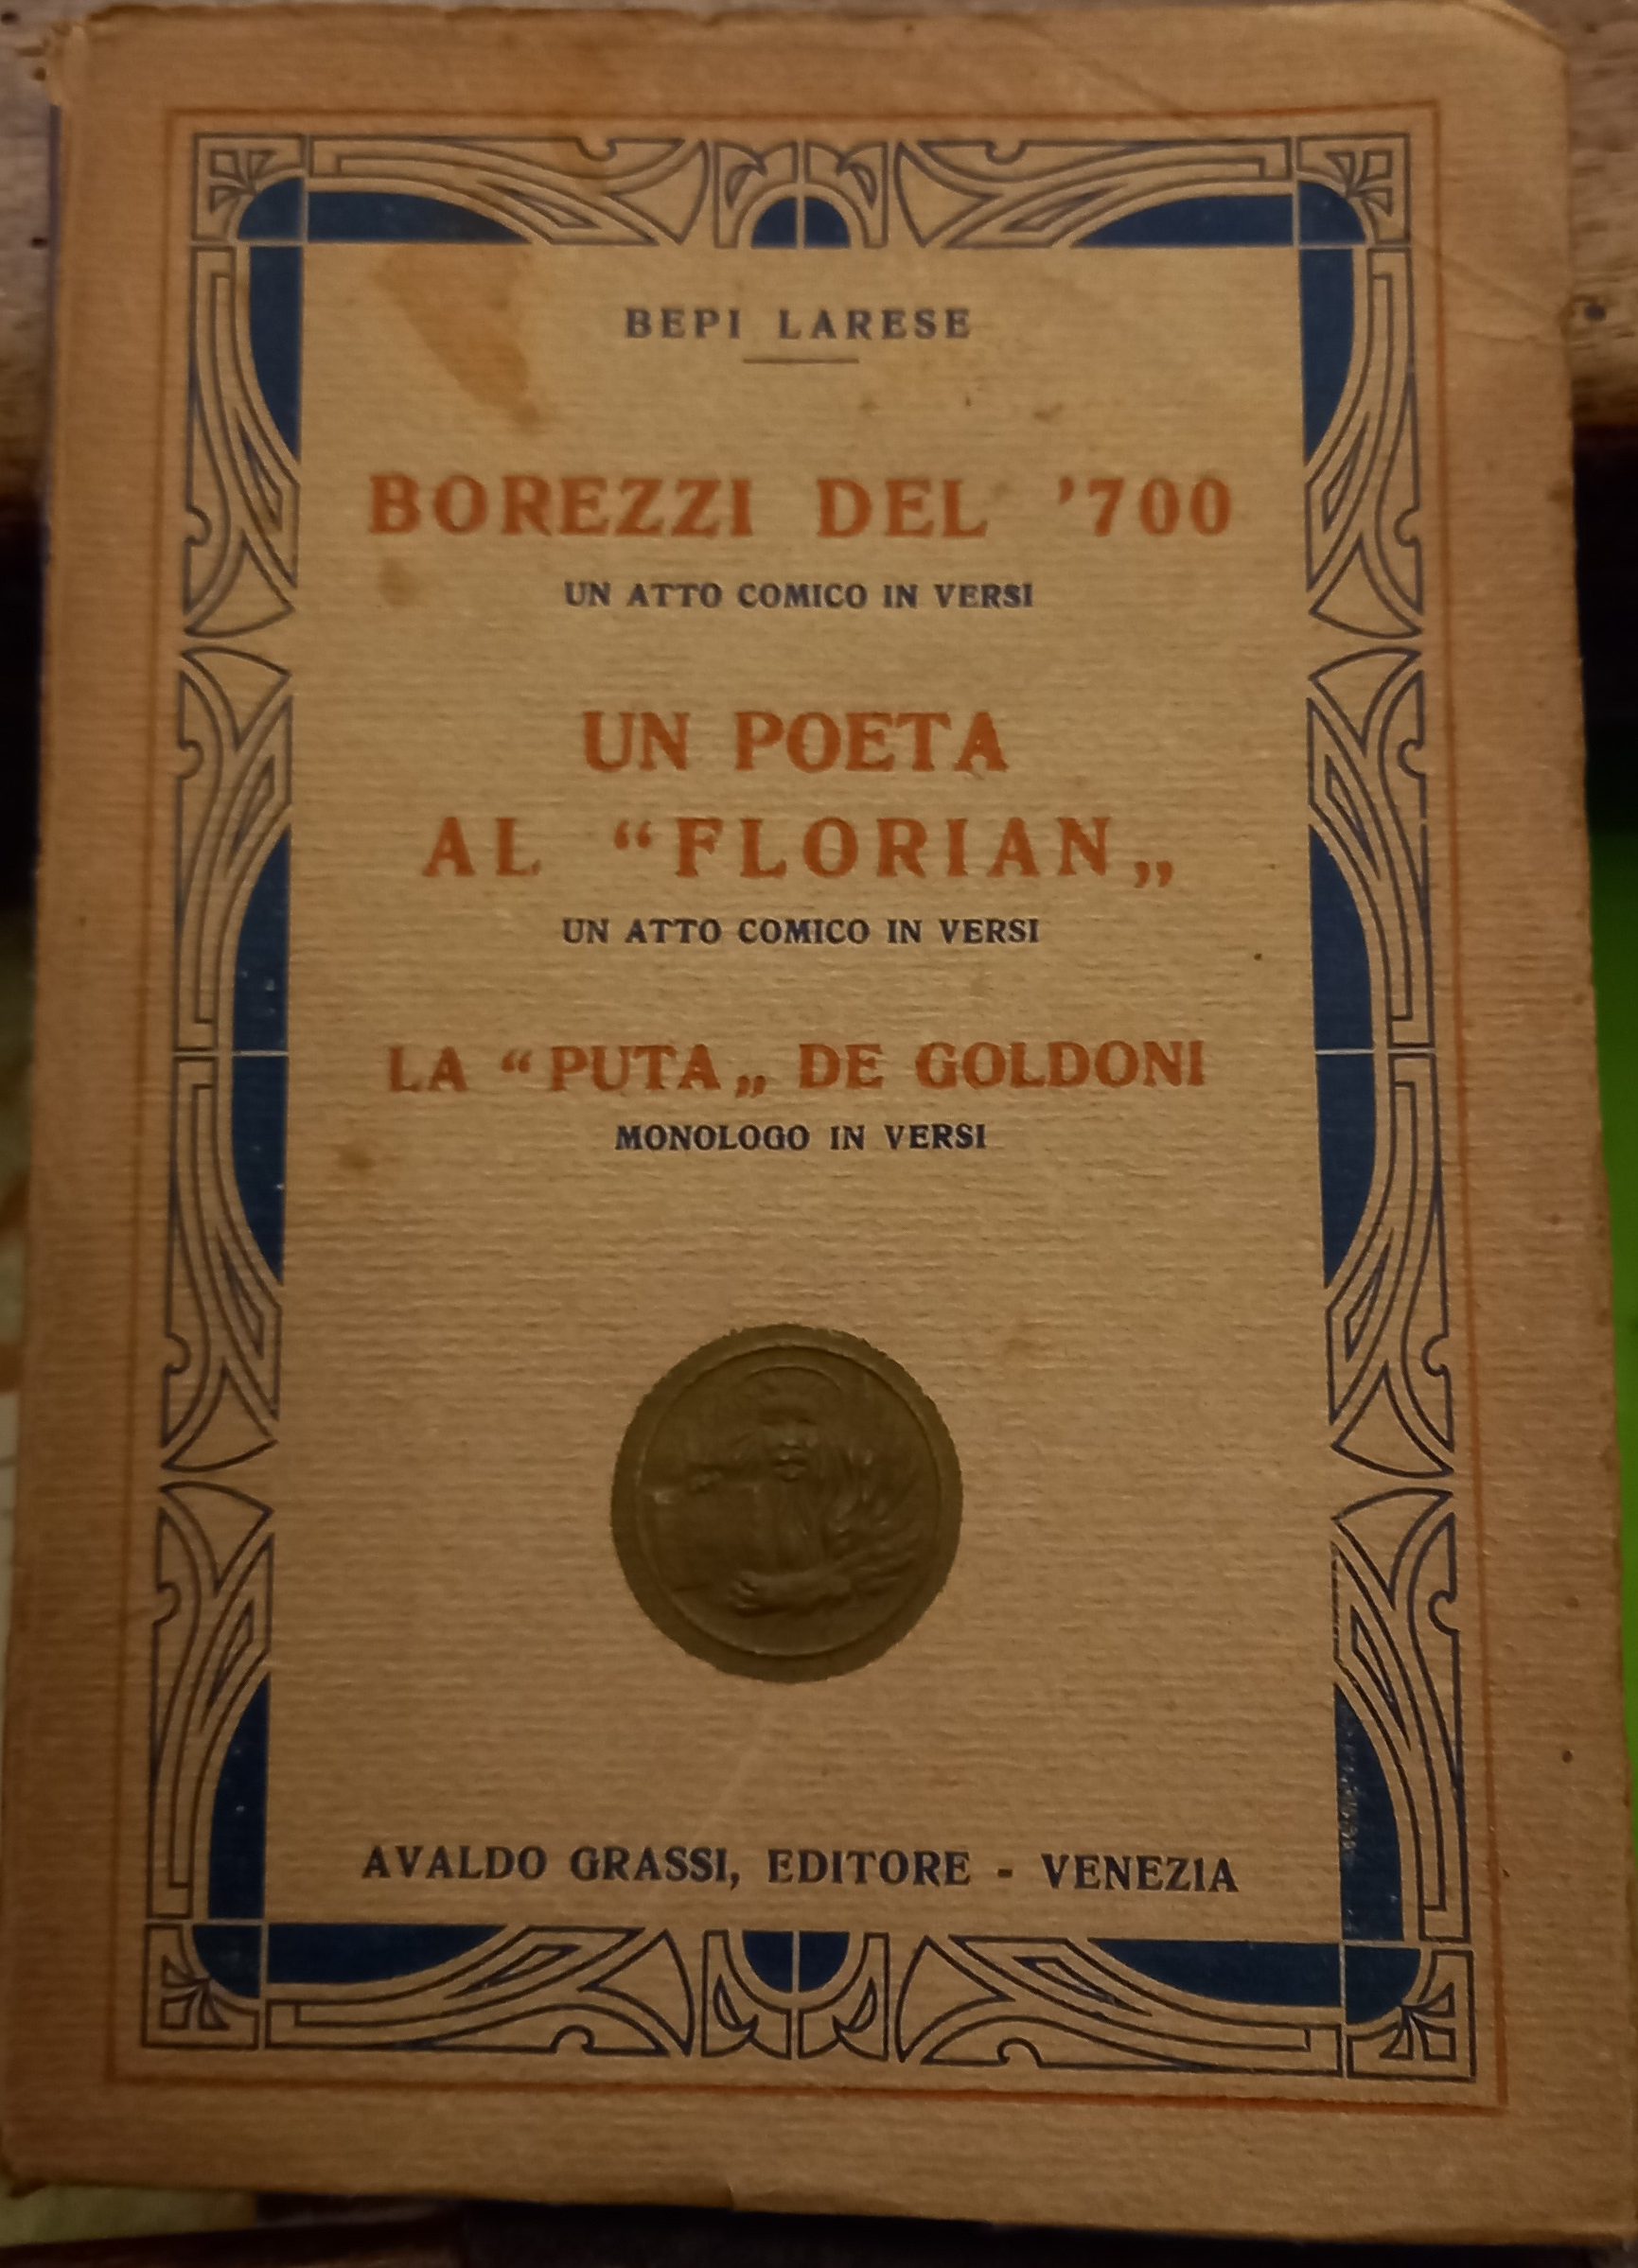 BEPI LARESE
BOREZZI DEL '700
UN ATTO COMICO IN VERSI
UN POETA
AL “FLORIAN„
UN ATTO COMICO IN VERSI
LA “PUTA„ DE GOLDONI
MONOLOGO IN VERSI
AVALDO GRASSI, EDITORE - VENEZIA